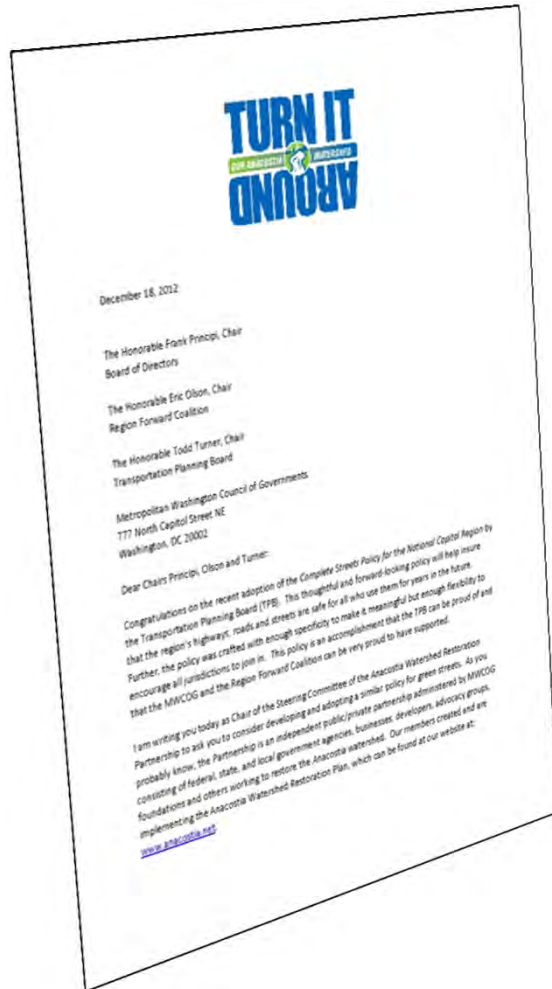 TURN IT
OUR ANACOSTIA WATERSHED
AROUND
December 18, 2012
The Honorable Frank Principi, Chair
Board of Directors
The Honorable Eric Olson, Chair
Region Forward Coalition
The Honorable Todd Turner, Chair
Transportation Planning Board
Metropolitan Washington Council of Governments
777 North Capitol Street NE
Washington, DC 20002
Dear Chairs Principi, Olson and Turner:
Congratulations on the recent adoption of the Complete Streets Policy for the National Capital Region by
the Transportation Planning Board (TPB). This thoughtful and forward-looking policy will help insure
that the region's highways, roads and streets are safe for all who use them for years in the future.
Further, the policy was crafted with enough specificity to make it meaningful but enough flexibility to
encourage all jurisdictions to join in. This policy is an accomplishment that the TPB can be proud of and
that the MWCOG and the Region Forward Coalition can be very proud to have supported.
I am writing you today as Chair of the Steering Committee of the Anacostia Watershed Restoration
Partnership to ask you to consider developing and adopting a similar policy for green streets. As you
probably know, the Partnership is an independent public/private partnership administered by MWCOG
consisting of federal, state, and local government agencies, businesses, developers, advocacy groups,
foundations and others working to restore the Anacostia watershed. Our members created and are
implementing the Anacostia Watershed Restoration Plan, which can be found at our website at:
www.anacostia.net.